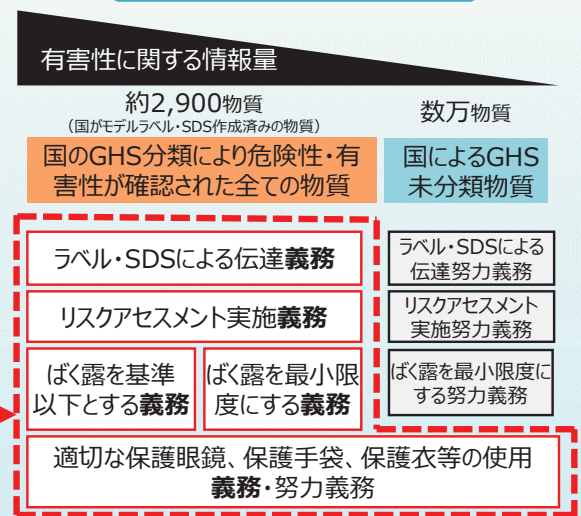 有害性に関する情報量
約2,900物質
（国がモデルラベル・SDS作成済みの物質）
数万物質
国のGHS分類により危険性・有
害性が確認された全ての物質
国によるGHS
未分類物質
ラベル・SDSによる伝達義務
ラベル・SDSによる
伝達努力義務
リスクアセスメント実施義務
リスクアセスメント
実施努力義務
ばく露を基準
以下とする義務
ばく露を最小限
度にする義務
ばく露を最小限度に
する努力義務
適切な保護眼鏡、保護手袋、保護衣等の使用
義務・努力義務